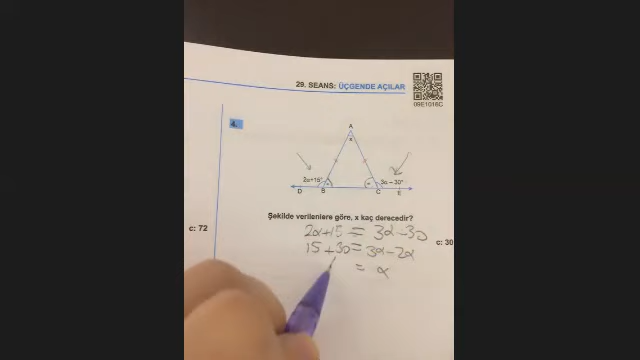 29. SEANS: ÜÇGENDE AÇILAR
09E1016C
4.
A
x
2α+15°
3α−30°
D B C E
Şekilde verilenlere göre, x kaç derecedir?
c: 72
2α+15 = 3α−30
c: 30
15+30=3α−2α
= α